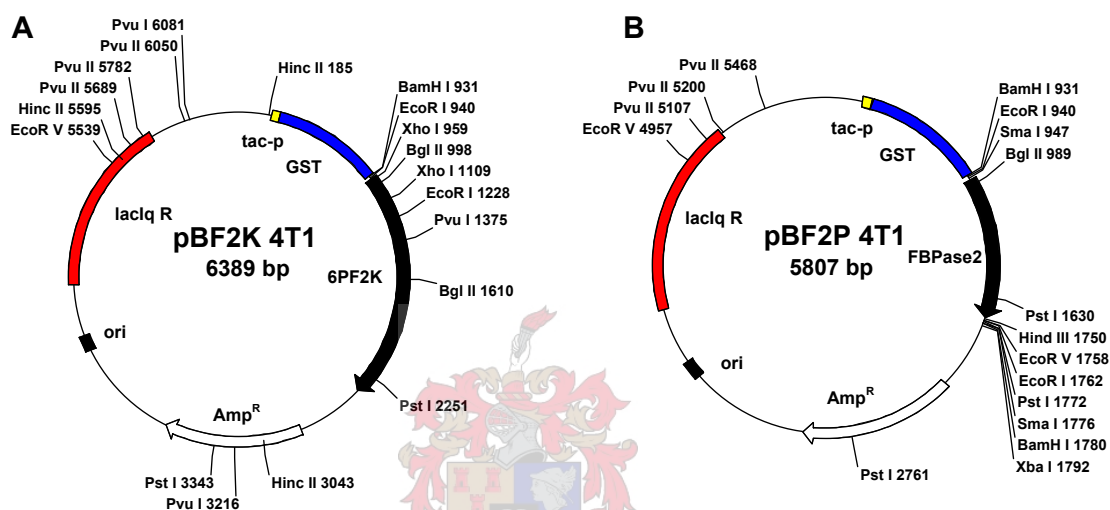 A
Pvu I 6081
Pvu II 6050
Pvu II 5782
Pvu II 5689
Hinc II 5595
EcoR V 5539
Hinc II 185
BamH I 931
EcoR I 940
Xho I 959
Bgl II 998
Xho I 1109
EcoR I 1228
Pvu I 1375
Bgl II 1610
Pst I 2251
Hinc II 3043
Pvu I 3216
Pst I 3343
tac-p
GST
lacIq R
pBF2K 4T1
6389 bp
6PF2K
ori
Amp^R
B
Pvu II 5468
Pvu II 5200
Pvu II 5107
EcoR V 4957
BamH I 931
EcoR I 940
Sma I 947
Bgl II 989
tac-p
GST
lacIq R
pBF2P 4T1
5807 bp
FBPase2
Pst I 1630
Hind III 1750
EcoR V 1758
EcoR I 1762
Pst I 1772
Sma I 1776
BamH I 1780
Xba I 1792
ori
Amp^R
Pst I 2761